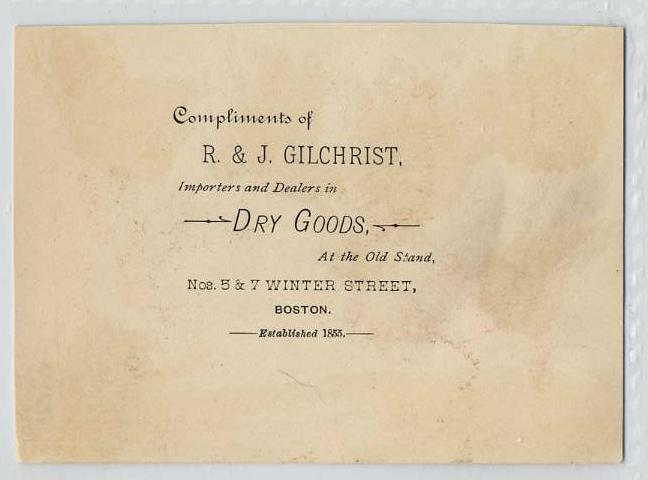 Compliments of
R. & J. GILCHRIST,
Importers and Dealers in
DRY GOODS,
At the Old Stand,
Nos. 5 & 7 WINTER STREET,
BOSTON.
Established 1855.